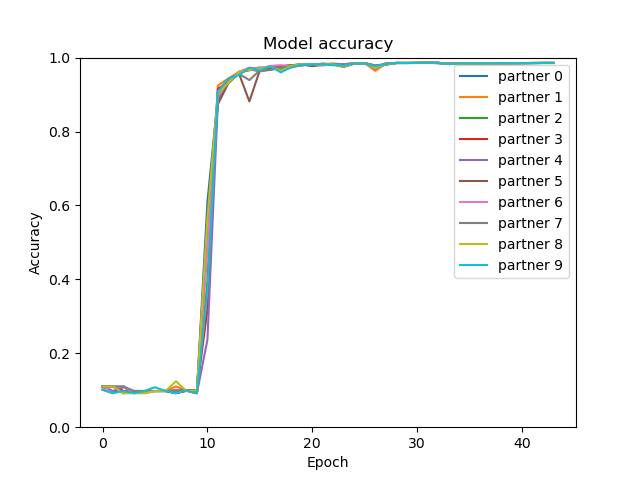 Model accuracy
Accuracy
1.0
0.8
0.6
0.4
0.2
0.0
partner 0
partner 1
partner 2
partner 3
partner 4
partner 5
partner 6
partner 7
partner 8
partner 9
0 10 20 30 40
Epoch